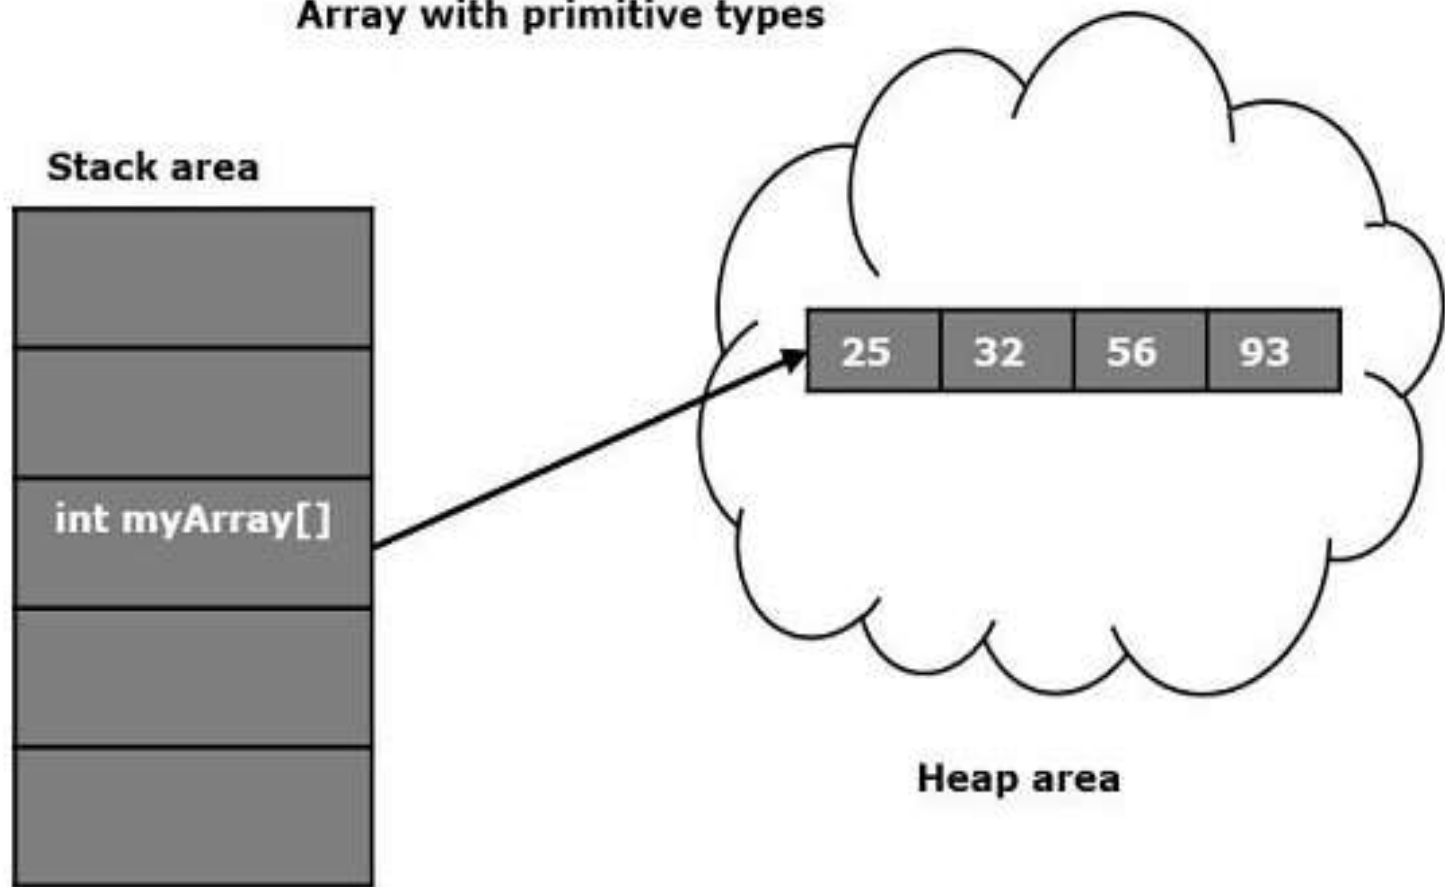 Array with primitive types
Stack area
25 32 56 93
int myArray[]
Heap area